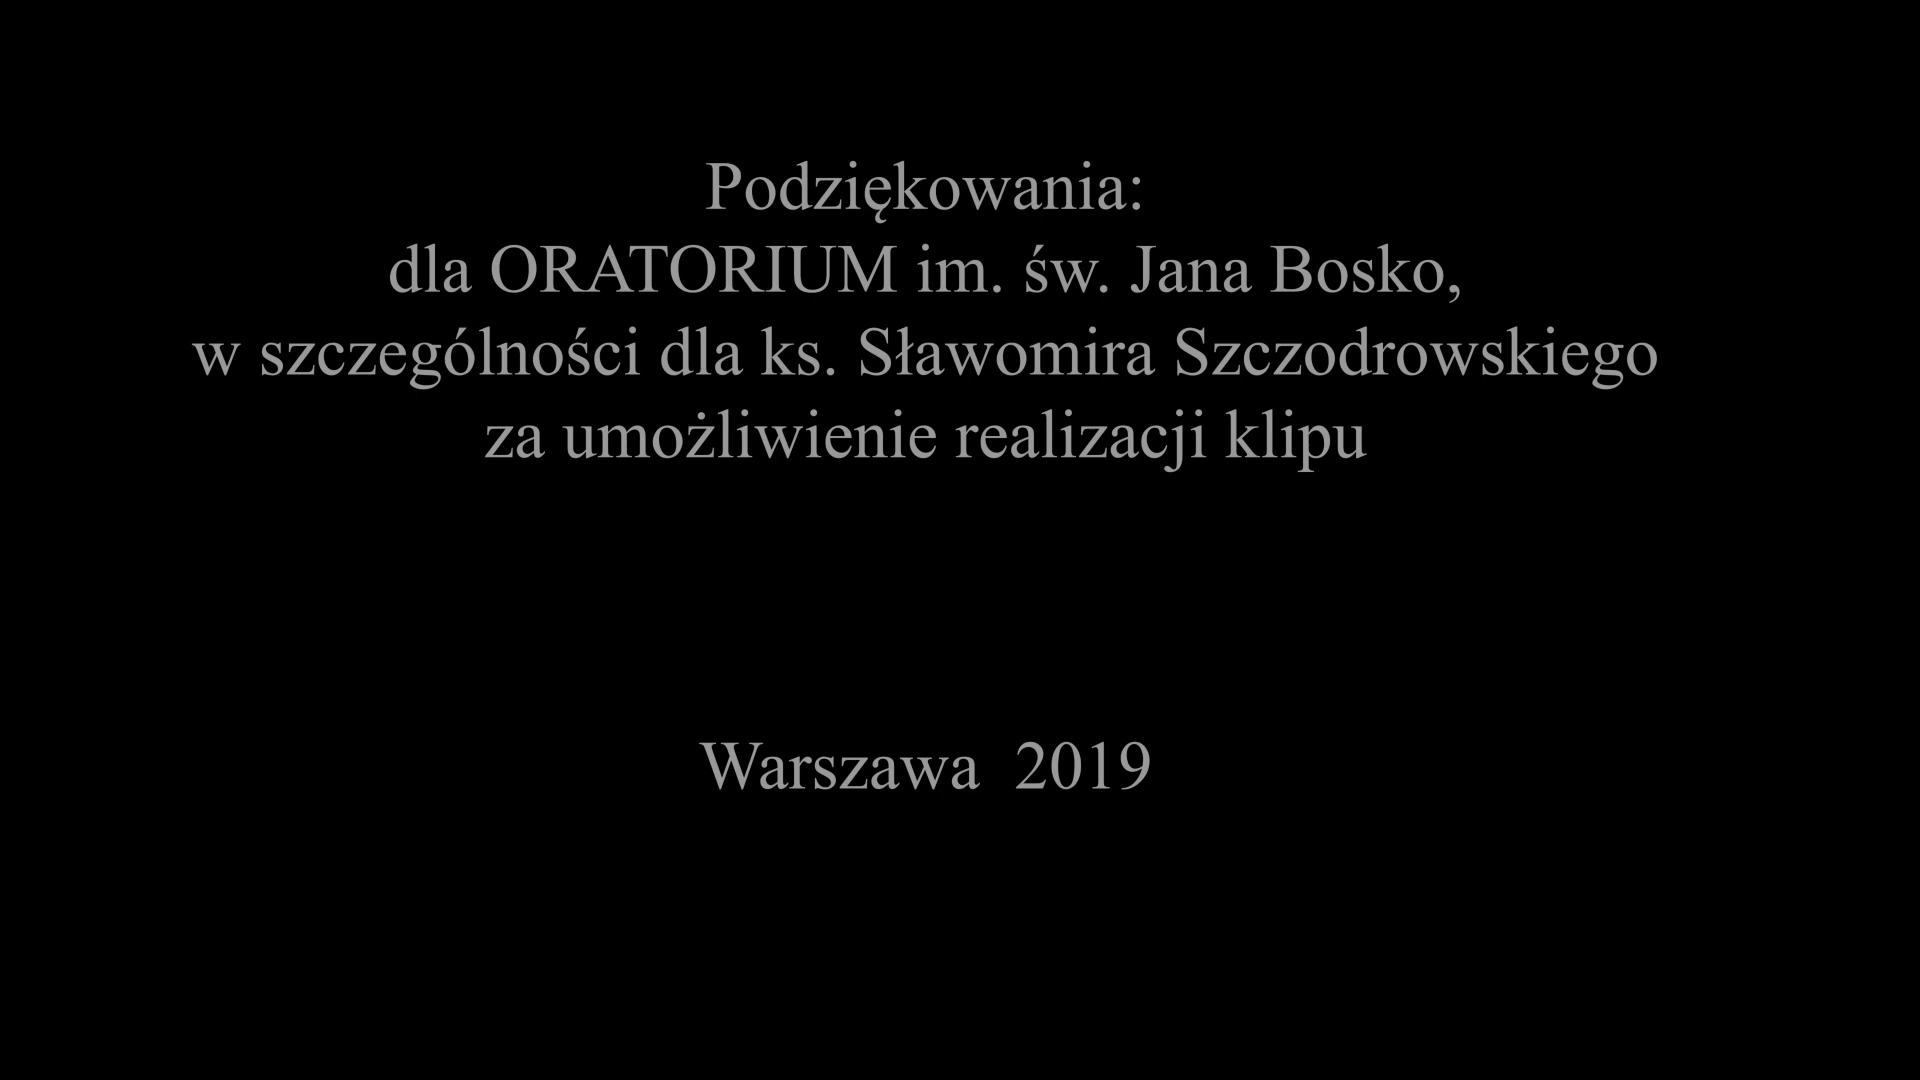 Podziękowania:
dla ORATORIUM im. św. Jana Bosko,
w szczególności dla ks. Sławomira Szczodrowskiego
za umożliwienie realizacji klipu
Warszawa  2019